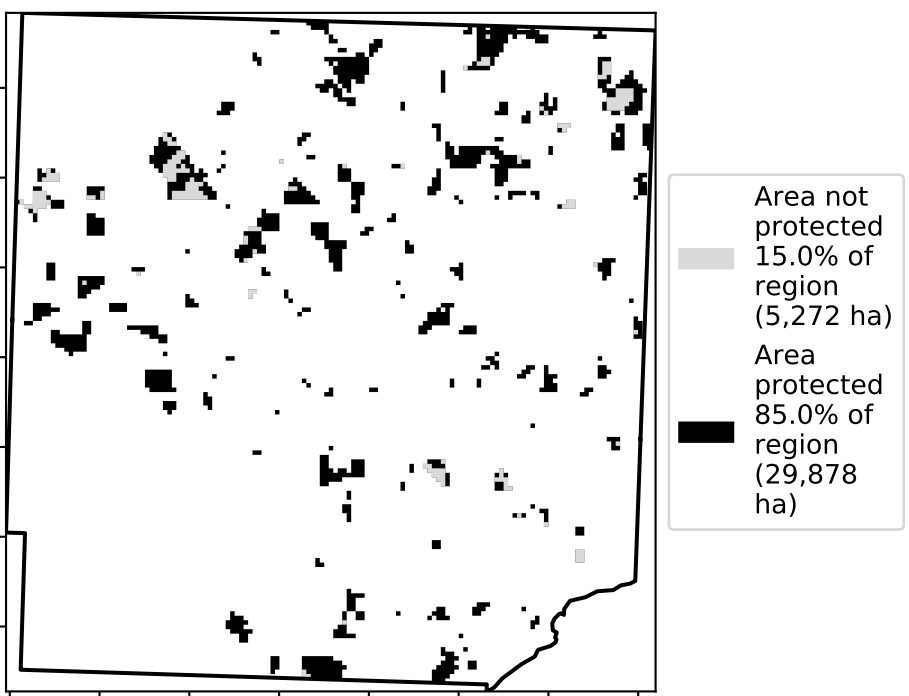 Area not
protected
15.0% of
region
(5,272 ha)
Area
protected
85.0% of
region
(29,878
ha)